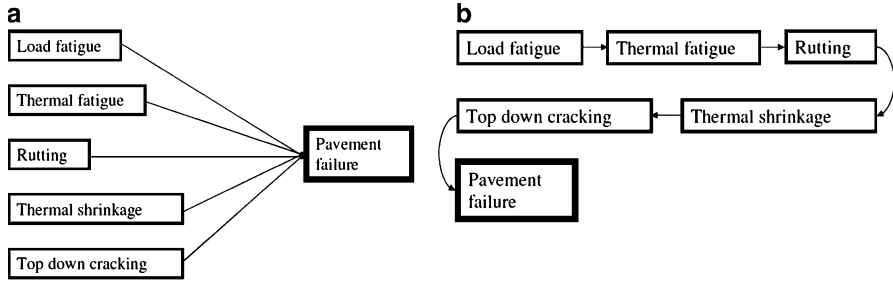 a
Load fatigue
Thermal fatigue
Rutting
Thermal shrinkage
Top down cracking
Pavement
failure
b
Load fatigue
Thermal fatigue
Rutting
Thermal shrinkage
Top down cracking
Pavement
failure